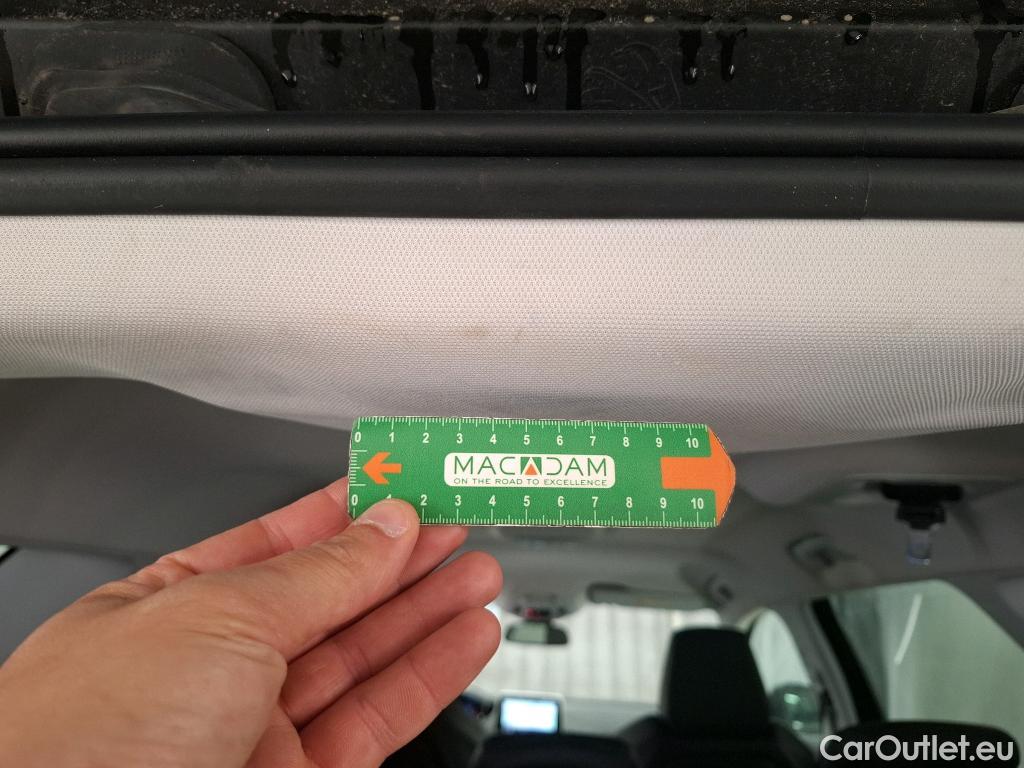 0 1 2 3 4 5 6 7 8 9 10
MACADAM
ON THE ROAD TO EXCELLENCE
0 1 2 3 4 5 6 7 8 9 10
CarOutlet.eu